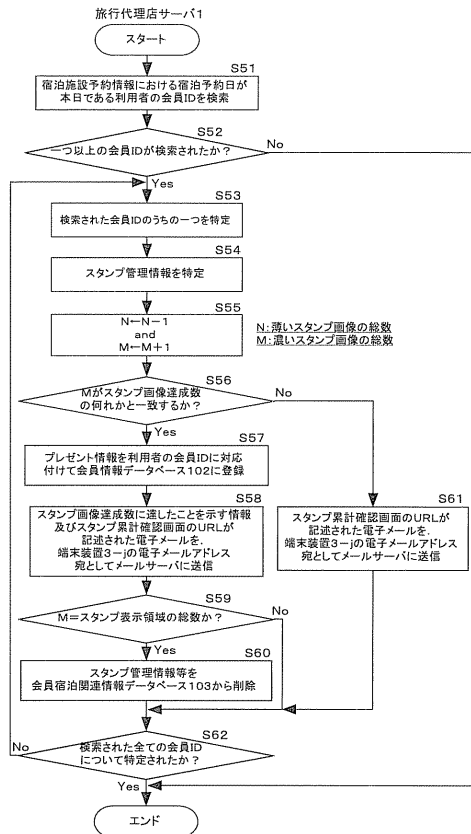 旅行代理店サーバ1
スタート
S51
宿泊施設予約情報における宿泊予約日が
本日である利用者の会員IDを検索
S52
一つ以上の会員IDが検索されたか?
No
Yes
S53
検索された会員IDのうちの一つを特定
S54
スタンプ管理情報を特定
S55
N←N－1
and
M←M＋1
N:薄いスタンプ画像の総数
M:濃いスタンプ画像の総数
S56
Mがスタンプ画像達成数
の何れかと一致するか?
No
Yes
S57
プレゼント情報を利用者の会員IDに対応
付けて会員情報データベース102に登録
S58
スタンプ画像達成数に達したことを示す情報
及びスタンプ累計確認画面のURLが
記述された電子メールを、
端末装置3－jの電子メールアドレス
宛としてメールサーバに送信
S61
スタンプ累計確認画面のURLが
記述された電子メールを、
端末装置3－jの電子メールアドレス
宛としてメールサーバに送信
S59
M＝スタンプ表示領域の総数か?
No
Yes
S60
スタンプ管理情報等を
会員宿泊関連情報データベース103から削除
S62
検索された全ての会員ID
について特定されたか?
No
Yes
エンド